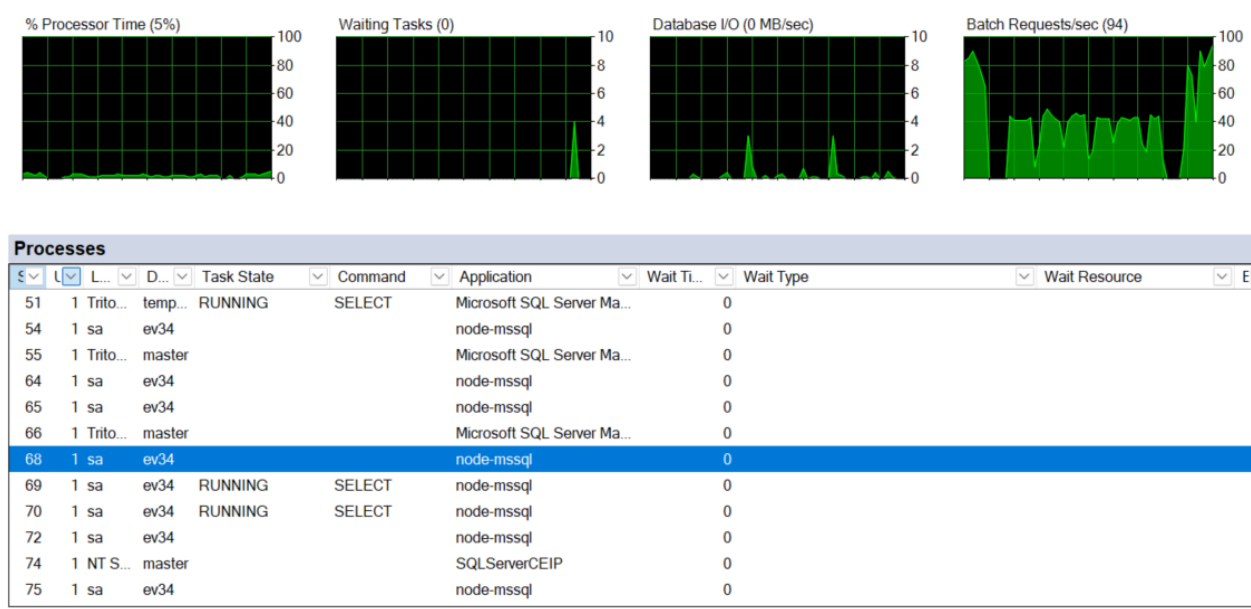 % Processor Time (5%) Waiting Tasks (0) Database I/O (0 MB/sec) Batch Requests/sec (94)
100 10 10 100
80 8 8 80
60 6 6 60
40 4 4 40
20 2 2 20
0 0 0 0
Processes
L... D... Task State Command Application Wait Ti... Wait Type Wait Resource
51 1 Trito... temp... RUNNING SELECT Microsoft SQL Server Ma... 0
54 1 sa ev34 node-mssql 0
55 1 Trito... master Microsoft SQL Server Ma... 0
64 1 sa ev34 node-mssql 0
65 1 sa ev34 node-mssql 0
66 1 Trito... master Microsoft SQL Server Ma... 0
68 1 sa ev34 node-mssql 0
69 1 sa ev34 RUNNING SELECT node-mssql 0
70 1 sa ev34 RUNNING SELECT node-mssql 0
72 1 sa ev34 node-mssql 0
74 1 NT S... master SQLServerCEIP 0
75 1 sa ev34 node-mssql 0